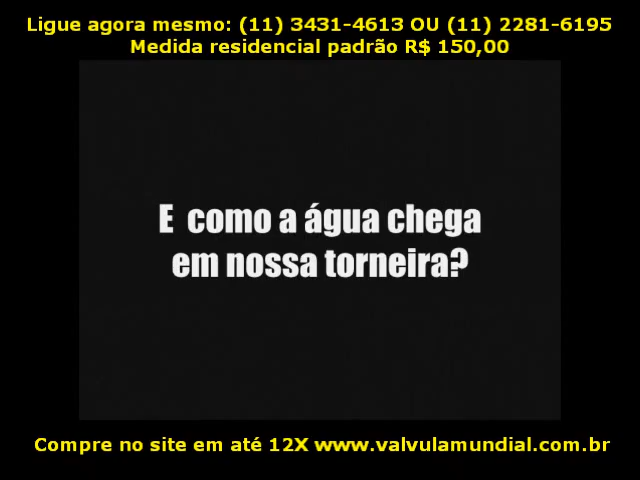 Ligue agora mesmo: (11) 3431-4613 OU (11) 2281-6195
Medida residencial padrão R$ 150,00
E como a água chega
em nossa torneira?
Compre no site em até 12X www.valvulamundial.com.br